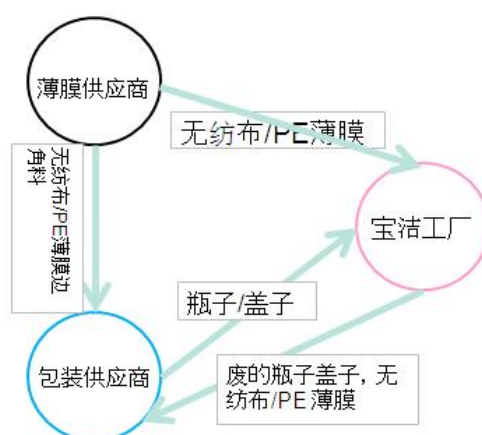 薄膜供应商
无纺布/PE薄膜
无纺布/PE薄膜边
角料
宝洁工厂
瓶子/盖子
包装供应商
废的瓶子盖子, 无
纺布/PE 薄膜